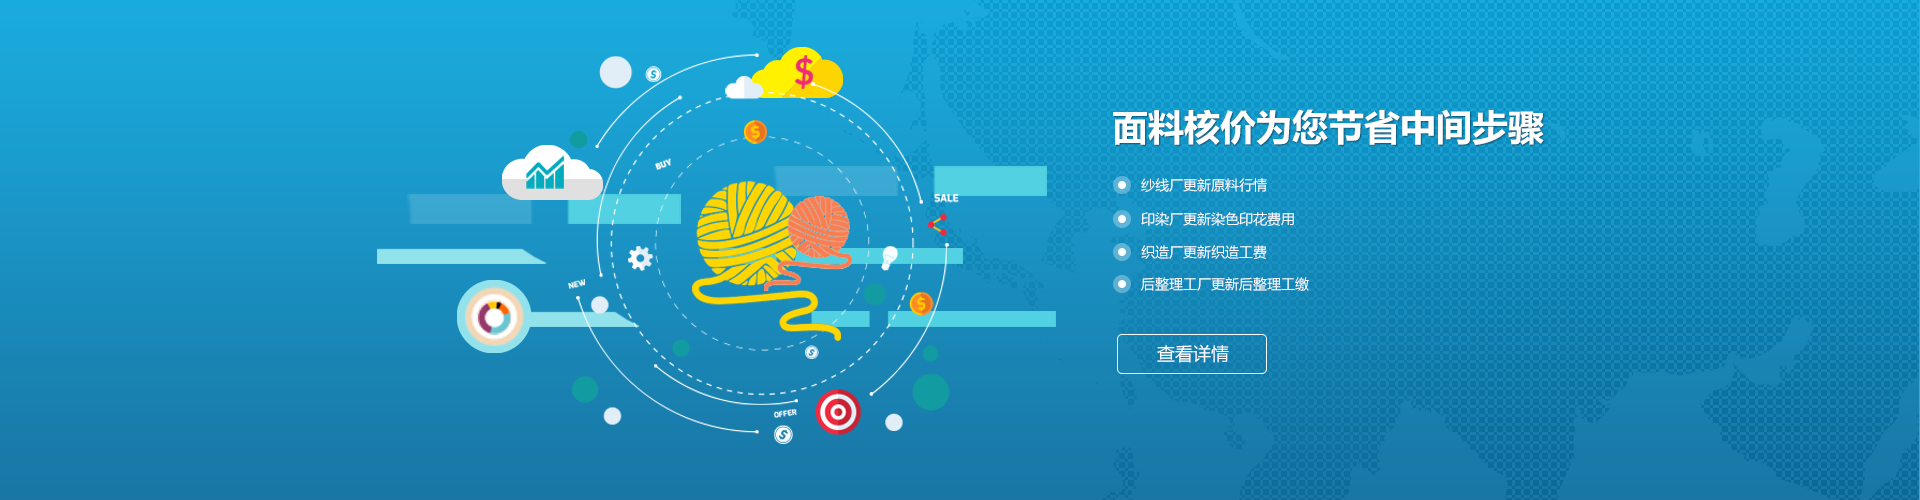 $
$
BUY
SALE
NEW
$
$
$
OFFER
$
面料核价为您节省中间步骤
纱线厂更新原料行情
印染厂更新染色印花费用
织造厂更新织造工费
后整理工厂更新后整理工缴
查看详情